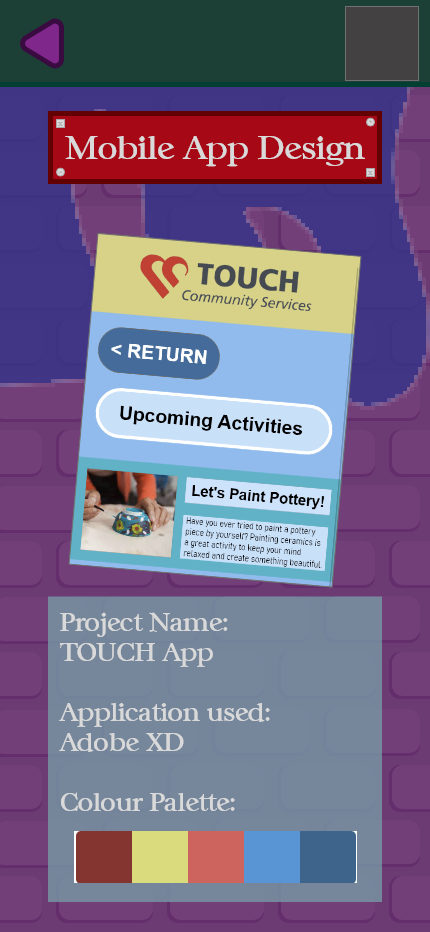 Mobile App Design
TOUCH
Community Services
< RETURN
Upcoming Activities
Let's Paint Pottery!
Have you ever tried to paint a pottery
piece by yourself? Painting ceramics is
a great activity to keep your mind
relaxed and create something beautiful.
Project Name:
TOUCH App
Application used:
Adobe XD
Colour Palette: